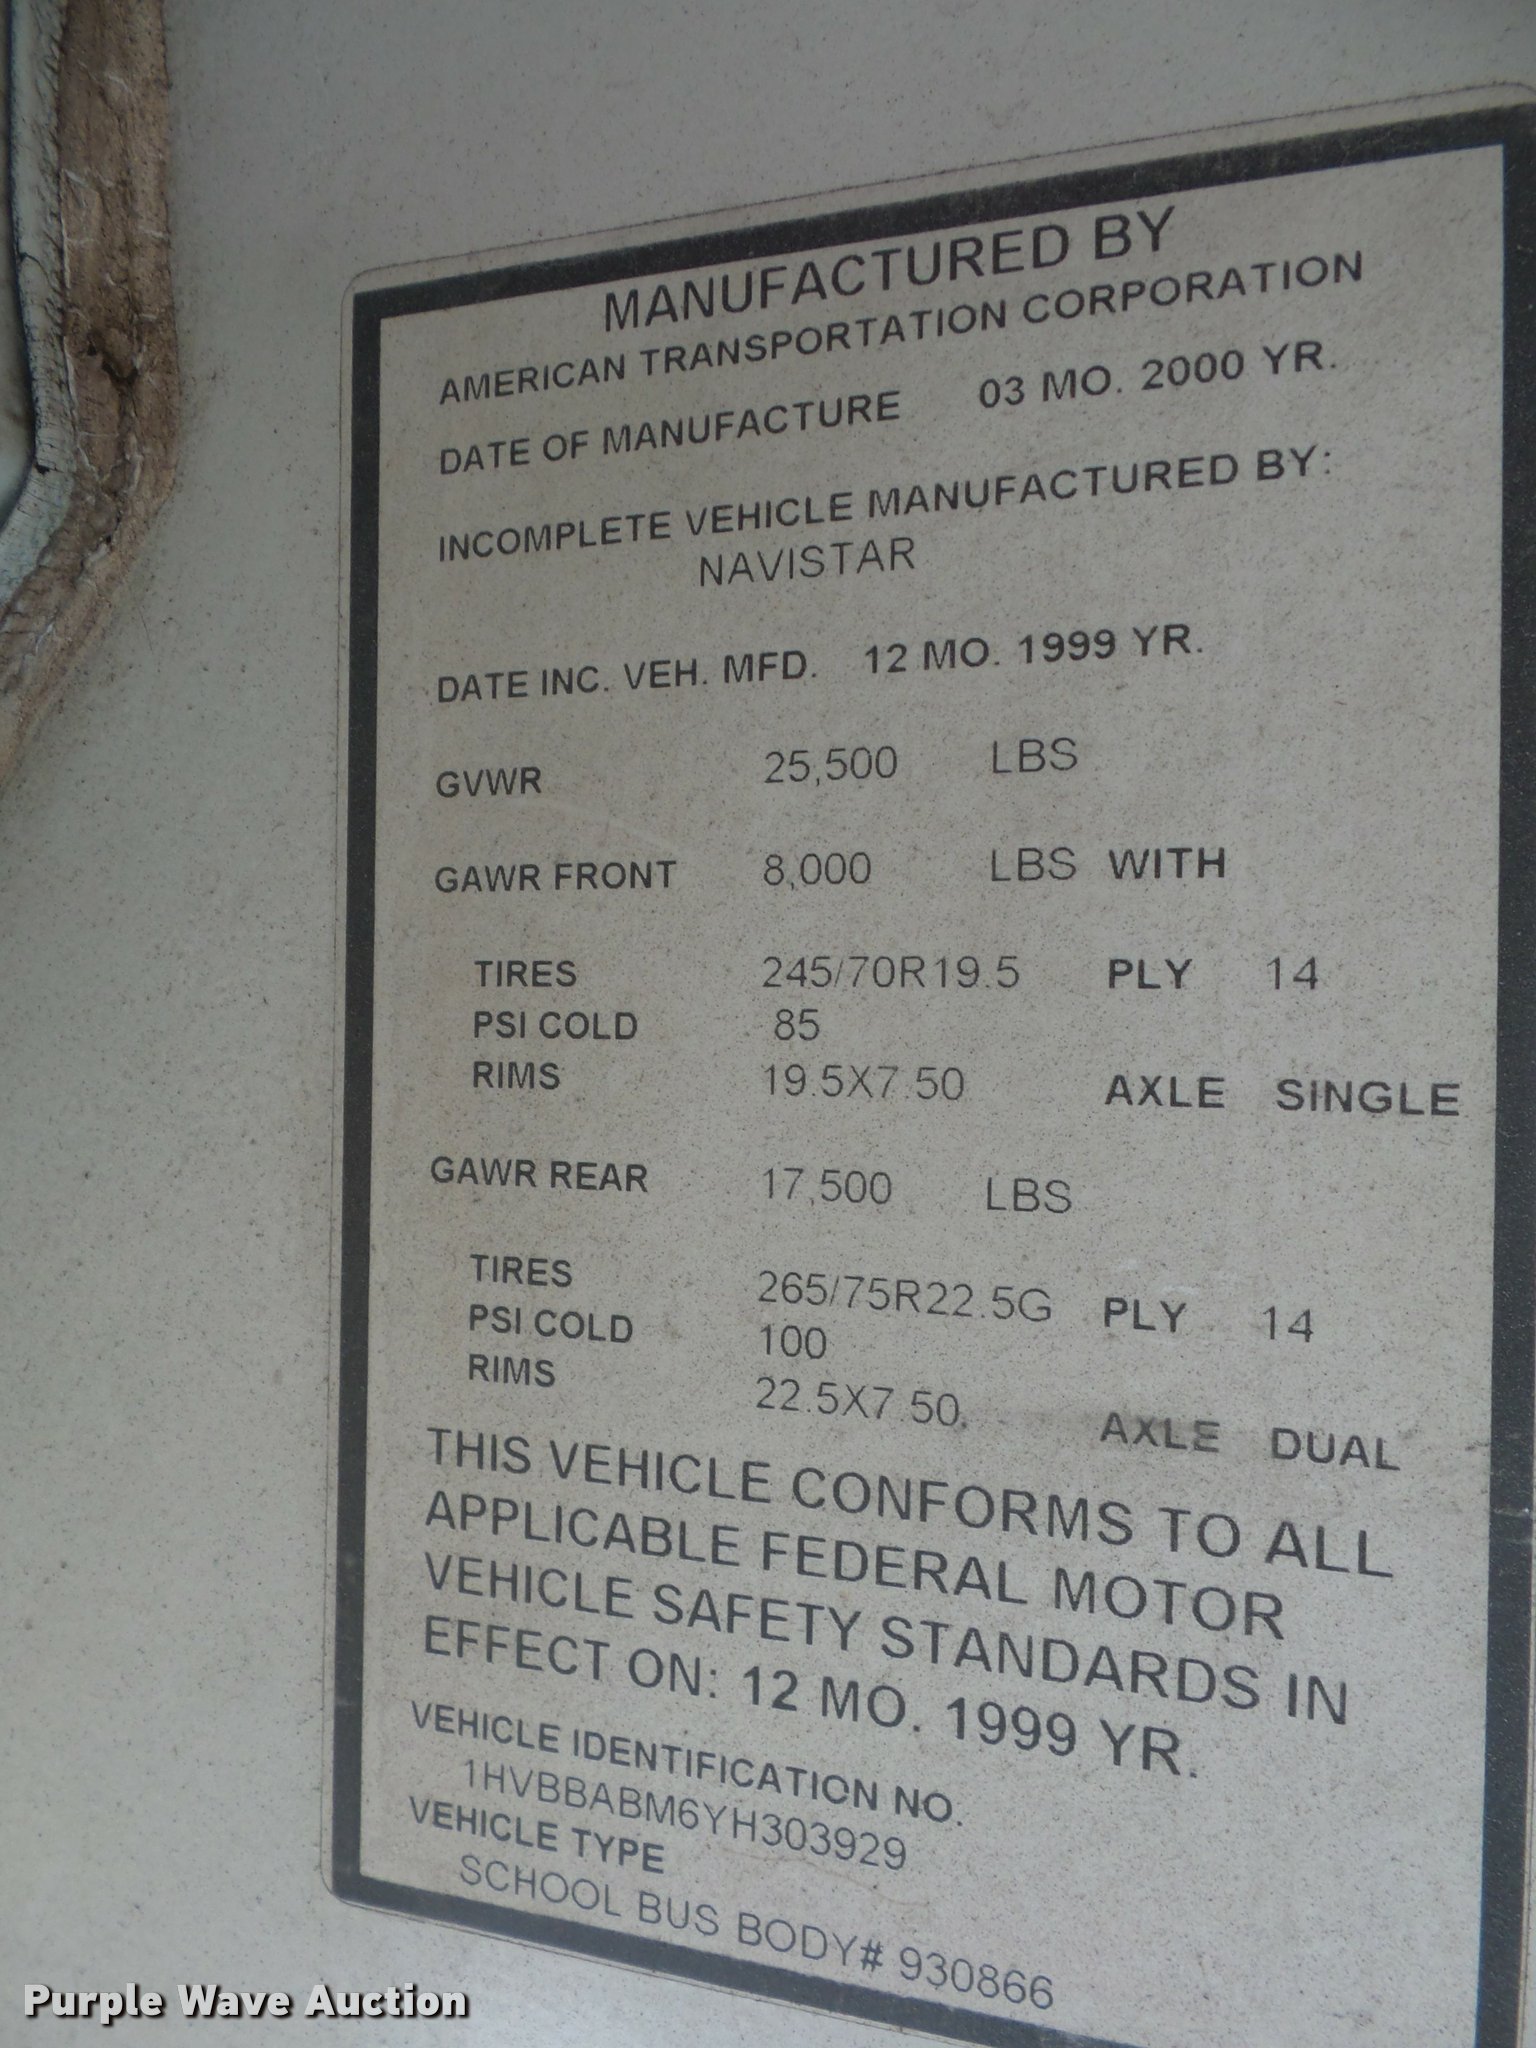 MANUFACTURED BY
AMERICAN TRANSPORTATION CORPORATION
DATE OF MANUFACTURE 03 MO. 2000 YR.
INCOMPLETE VEHICLE MANUFACTURED BY:
NAVISTAR
DATE INC. VEH. MFD. 12 MO. 1999 YR.
GVWR 25,500 LBS
GAWR FRONT 8,000 LBS WITH
TIRES 245/70R19.5 PLY 14
PSI COLD 85
RIMS 19.5X7.50 AXLE SINGLE
GAWR REAR 17,500 LBS
TIRES 265/75R22.5G PLY 14
PSI COLD 100
RIMS 22.5X7.50. AXLE DUAL
THIS VEHICLE CONFORMS TO ALL
APPLICABLE FEDERAL MOTOR
VEHICLE SAFETY STANDARDS IN
EFFECT ON: 12 MO. 1999 YR.
VEHICLE IDENTIFICATION NO.
1HVBBABM6YH303929
VEHICLE TYPE
SCHOOL BUS BODY# 930866
Purple Wave Auction